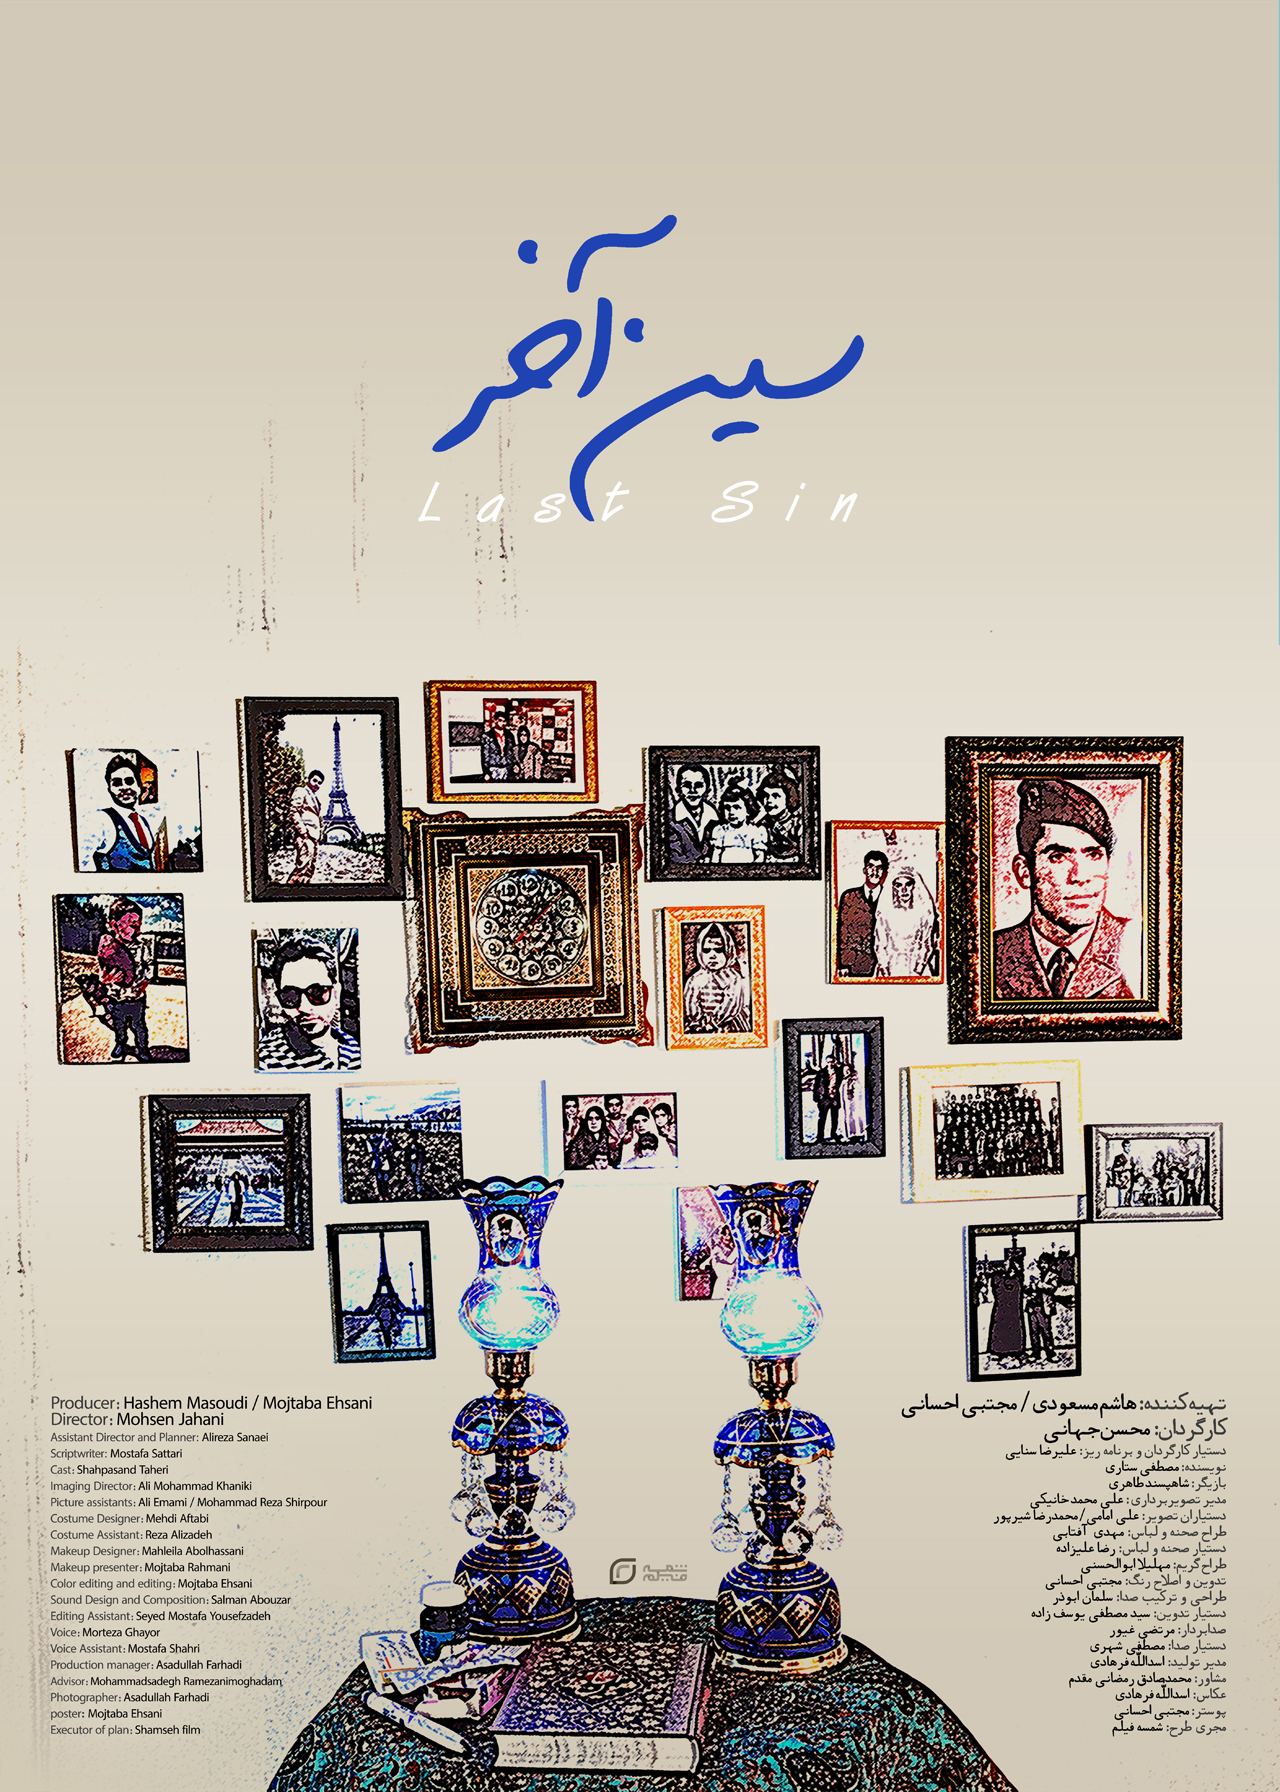 سین آخر
Last Sin
Producer: Hashem Masoudi / Mojtaba Ehsani
Director: Mohsen Jahani
Assistant Director and Planner: Alireza Sanaei
Scriptwriter: Mostafa Sattari
Cast: Shahpasand Taheri
Imaging Director: Ali Mohammad Khaniki
Picture assistants: Ali Emami / Mohammad Reza Shirpour
Costume Designer: Mehdi Aftabi
Costume Assistant: Reza Alizadeh
Makeup Designer: Mahleila Abolhassani
Makeup presenter: Mojtaba Rahmani
Color editing and editing: Mojtaba Ehsani
Sound Design and Composition: Salman Abouzar
Editing Assistant: Seyed Mostafa Yousefzadeh
Voice: Morteza Ghayor
Voice Assistant: Mostafa Shahri
Production manager: Asadullah Farhadi
Advisor: Mohammadsadegh Ramezanimoghadam
Photographer: Asadullah Farhadi
poster: Mojtaba Ehsani
Executor of plan: Shamseh film
تهیه‌کننده: هاشم مسعودی / مجتبی احسانی
کارگردان: محسن جهانی
دستیار کارگردان و برنامه ریز: علیرضا سنایی
نویسنده: مصطفی ستاری
بازیگر: شاهپسند طاهری
مدیر تصویربرداری: علی محمد خانیکی
دستیاران تصویر: علی امامی/محمدرضا شیرپور
طراح صحنه و لباس: مهدی آفتابی
دستیار صحنه و لباس: رضا علیزاده
طراح گریم: مهلیلا ابوالحسنی
تدوین و اصلاح رنگ: مجتبی احسانی
طراحی و ترکیب صدا: سلمان ابوذر
دستیار تدوین: سید مصطفی یوسف زاده
صدابردار: مرتضی غیور
دستیار صدا: مصطفی شهری
مدیر تولید: اسدالله فرهادی
مشاور: محمدصادق رمضانی مقدم
عکاس: اسدالله فرهادی
پوستر: مجتبی احسانی
مجری طرح: شمسه فیلم
شمسه
فیلم